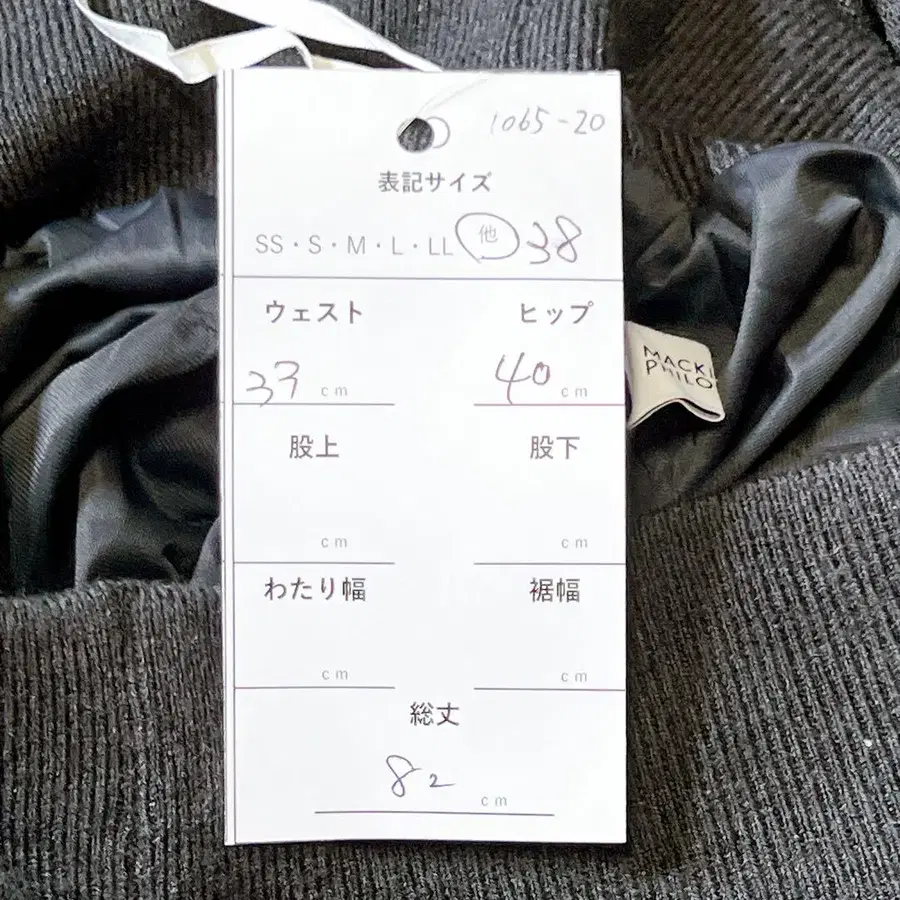 1065-20
表記サイズ
SS・S・M・L・LL 他 38
ウェスト ヒップ
33 cm 40 cm
股上 股下
cm cm
わたり幅 裾幅
cm cm
総丈
82 cm
MACKI
PHILO